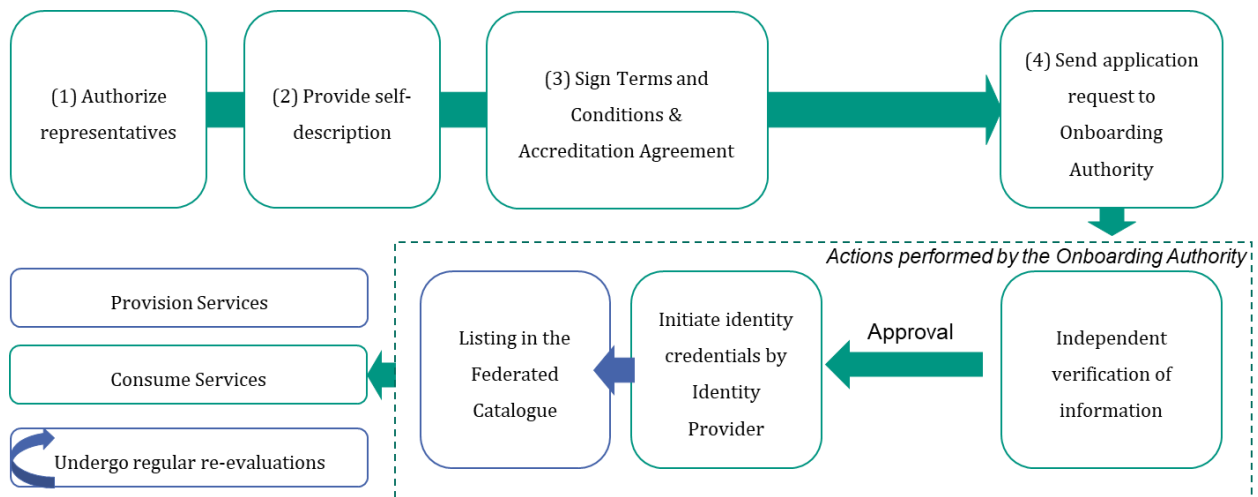 (1) Authorize
representatives
(2) Provide self-
description
(3) Sign Terms and
Conditions &
Accreditation Agreement
(4) Send application
request to
Onboarding
Authority
Actions performed by the Onboarding Authority
Provision Services
Consume Services
Undergo regular re-evaluations
Listing in the
Federated
Catalogue
Initiate identity
credentials by
Identity
Provider
Approval
Independent
verification of
information